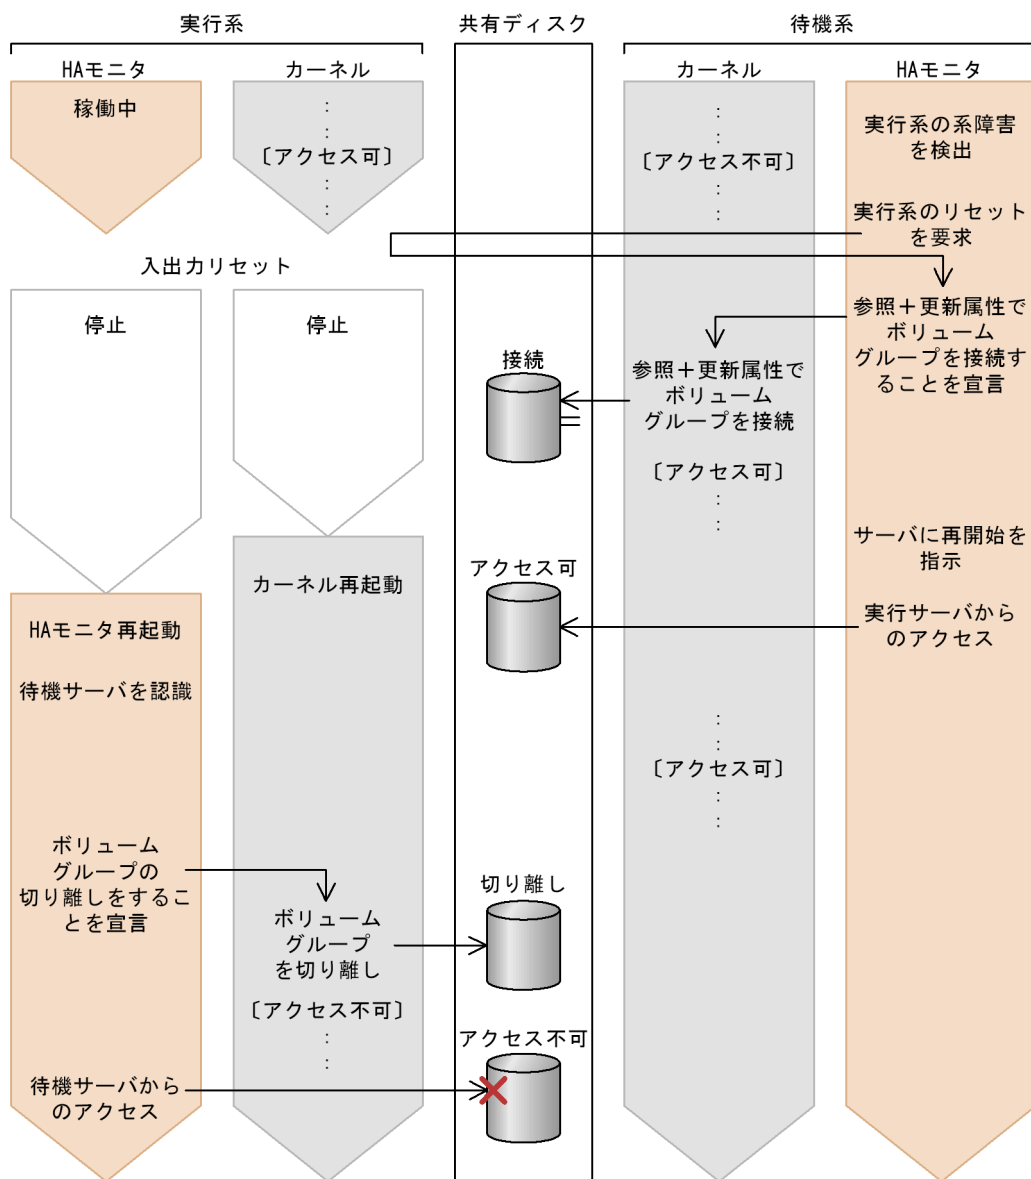 実行系
共有ディスク
待機系
HAモニタ
カーネル
カーネル
HAモニタ
稼働中
:
:
〔アクセス可〕
:
:
:
:
〔アクセス不可〕
:
:
実行系の系障害
を検出
実行系のリセット
を要求
入出力リセット
停止
停止
参照+更新属性で
ボリューム
グループを接続す
ることを宣言
接続
参照+更新属性で
ボリューム
グループを接続
〔アクセス可〕
:
:
サーバに再開始を
指示
アクセス可
カーネル再起動
実行サーバから
のアクセス
HAモニタ再起動
待機サーバを認識
:
:
〔アクセス可〕
:
:
ボリューム
グループの
切り離しをするこ
とを宣言
切り離し
ボリューム
グループ
を切り離し
〔アクセス不可〕
:
:
アクセス不可
待機サーバから
のアクセス